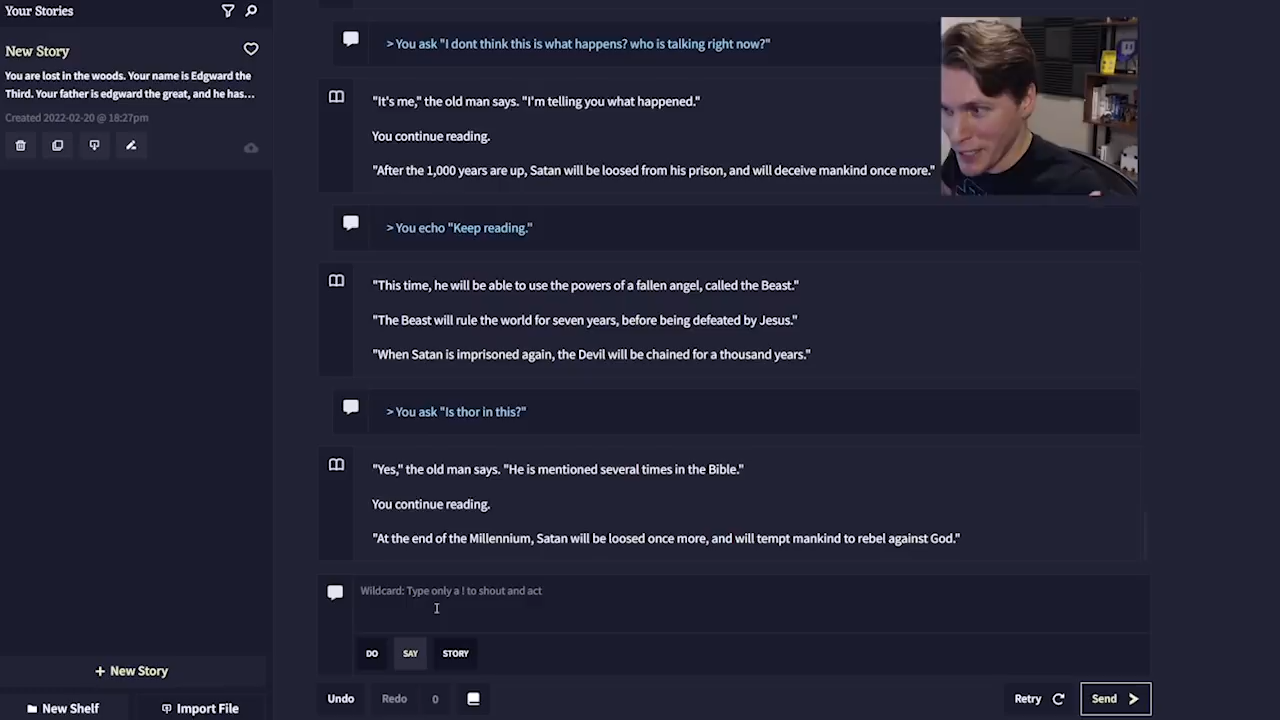 Your Stories
New Story
You are lost in the woods. Your name is Edgward the
Third. Your father is edgward the great, and he has...
Created 2022-02-20 @ 18:27pm
+ New Story
New Shelf
Import File
> You ask "I dont think this is what happens? who is talking right now?"
"It's me," the old man says. "I'm telling you what happened."
You continue reading.
"After the 1,000 years are up, Satan will be loosed from his prison, and will deceive mankind once more."
> You echo "Keep reading."
"This time, he will be able to use the powers of a fallen angel, called the Beast."
"The Beast will rule the world for seven years, before being defeated by Jesus."
"When Satan is imprisoned again, the Devil will be chained for a thousand years."
> You ask "Is thor in this?"
"Yes," the old man says. "He is mentioned several times in the Bible."
You continue reading.
"At the end of the Millennium, Satan will be loosed once more, and will tempt mankind to rebel against God."
Wildcard: Type only a ! to shout and act
DO SAY STORY
Undo Redo 0 Retry Send